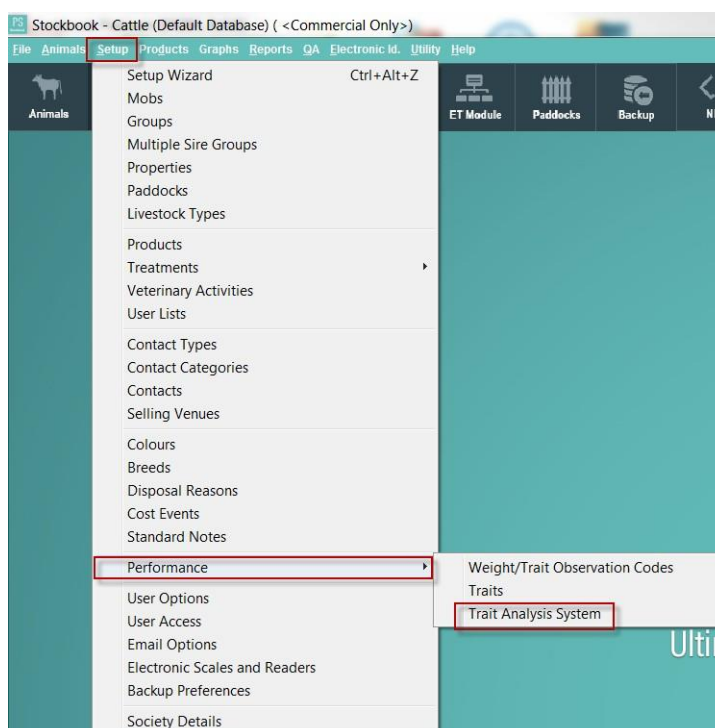 PS Stockbook - Cattle (Default Database) ( <Commercial Only>)
File Animals Setup Products Graphs Reports QA Electronic Id. Utility Help
Animals ET Module Paddocks Backup
Setup Wizard Ctrl+Alt+Z
Mobs
Groups
Multiple Sire Groups
Properties
Paddocks
Livestock Types
Products
Treatments
Veterinary Activities
User Lists
Contact Types
Contact Categories
Contacts
Selling Venues
Colours
Breeds
Disposal Reasons
Cost Events
Standard Notes
Performance
User Options
User Access
Email Options
Electronic Scales and Readers
Backup Preferences
Society Details
Weight/Trait Observation Codes
Traits
Trait Analysis System